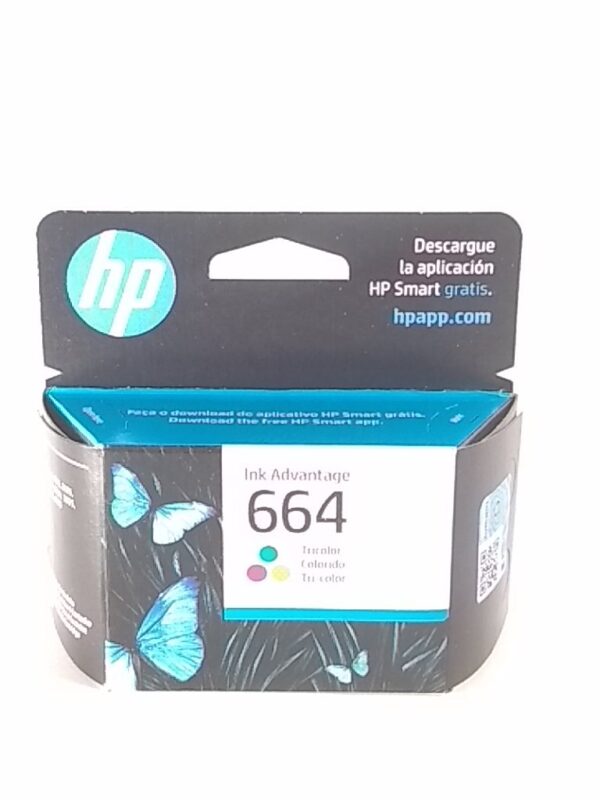 hp
Descargue
la aplicación
HP Smart gratis.
hpapp.com
Faça o download do aplicativo HP Smart grátis.
Download the free HP Smart app.
Ink Advantage
664
Tricolor
Colorido
Tri-color